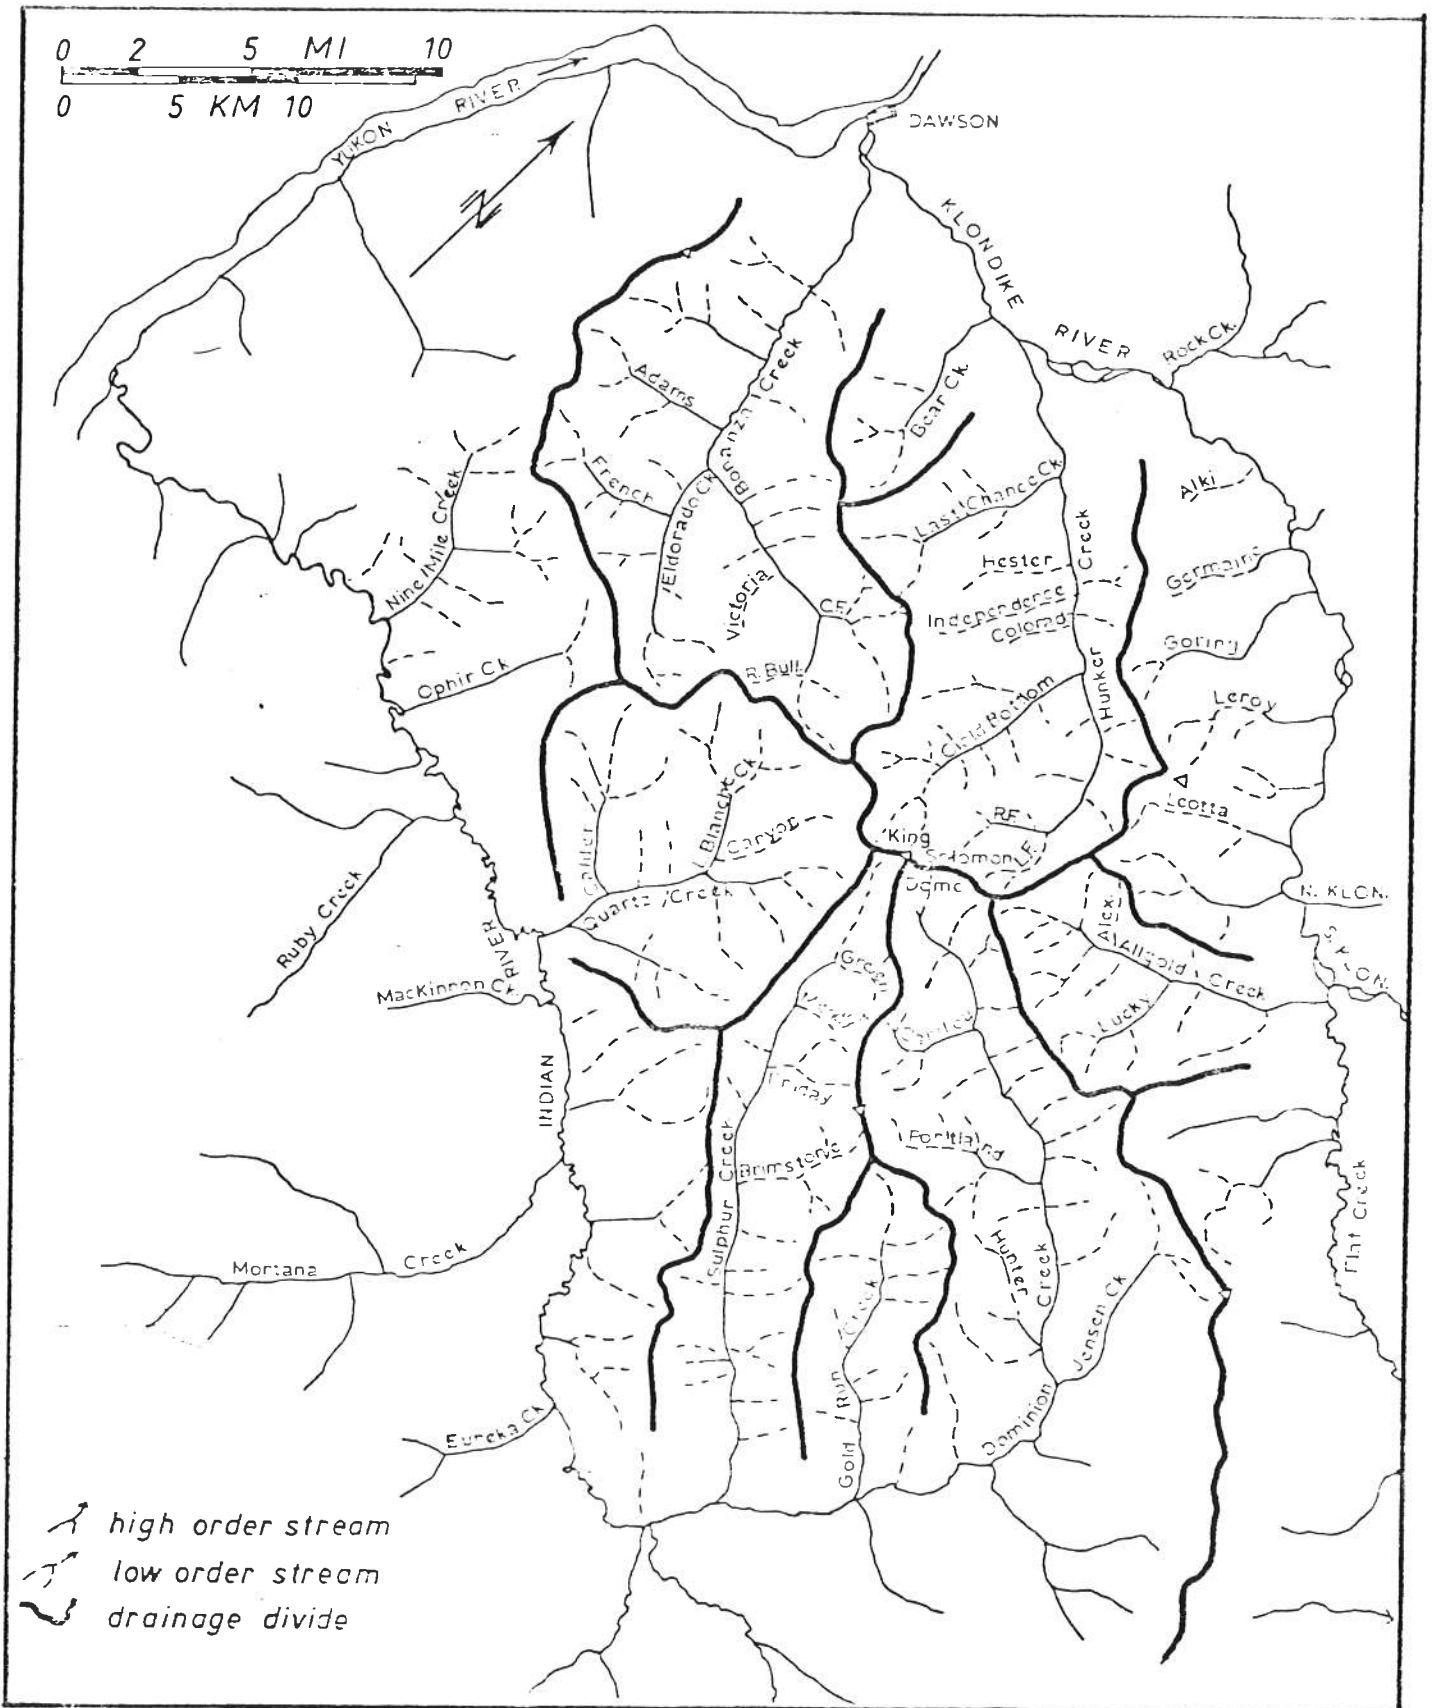 0 2 5 MI 10
0 5 KM 10
YUKON RIVER
DAWSON
N
KLONDIKE RIVER
Rock Ck.
Bear Ck.
Adams
Bonanza Creek
French
Eldorado Ck.
Victoria
C.F.
R. Bull
Last Chance Ck.
Hester
Independence
Colorad
Hunker Creek
Gold Bottom
Alki
Germaine
Goring
Leroy
Leotta
Nine Mile Creek
Ophir Ck
Calder
L. Blanche Ck.
Canyon
Quartz Creek
R.F.
L.F.
King
Solomon
Dome
N. KLON.
S. KLON.
Alex.
Allgold Creek
Lucky
Ruby Creek
MacKinnon Ck.
INDIAN RIVER
Green
Friday
Brimstone
Sulphur Creek
Portland
Hunter
Creek
Jensen Ck
Dominion
Gold Run Creek
Flat Creek
Montana Creek
Eureka Ck
high order stream
low order stream
drainage divide